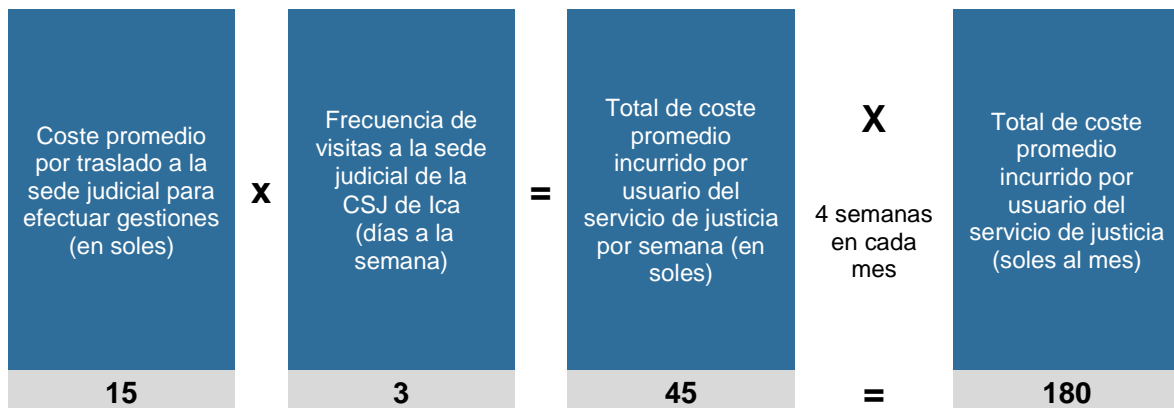 Coste promedio
por traslado a la
sede judicial para
efectuar gestiones
(en soles)
x
Frecuencia de
visitas a la sede
judicial de la
CSJ de Ica
(días a la
semana)
=
Total de coste
promedio
incurrido por
usuario del
servicio de justicia
por semana (en
soles)
X
4 semanas
en cada
mes
Total de coste
promedio
incurrido por
usuario del
servicio de justicia
(soles al mes)
15
3
45
=
180